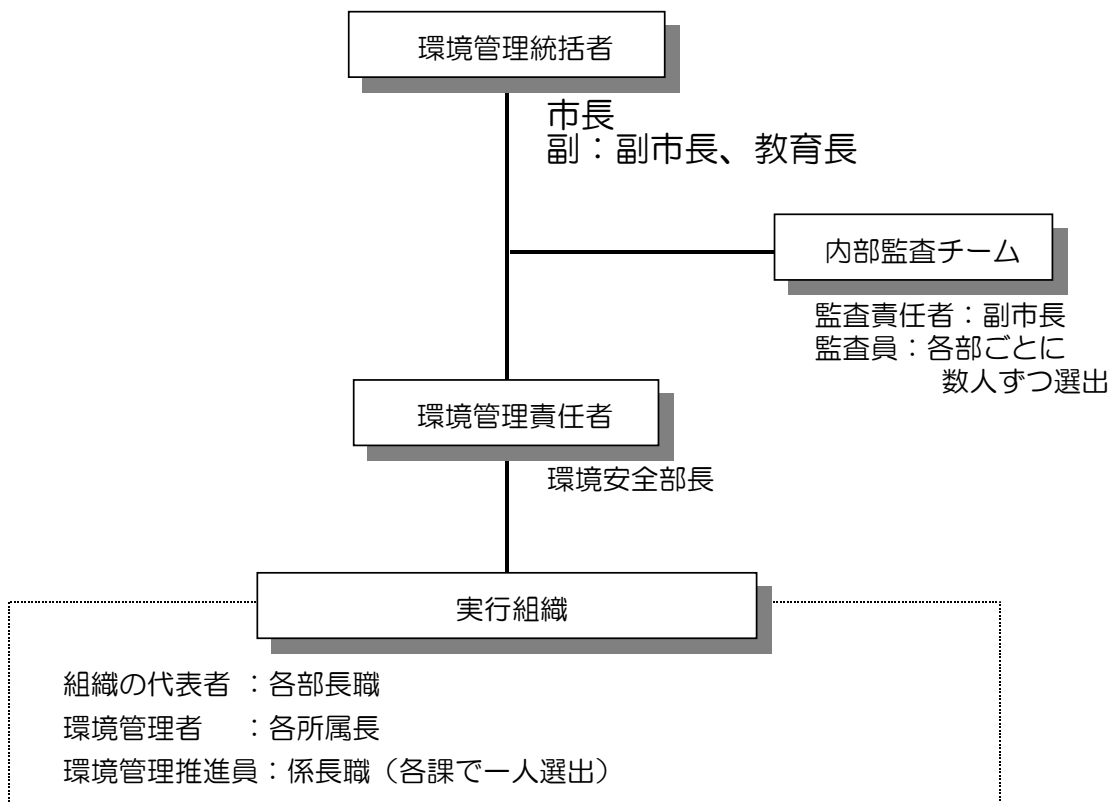 環境管理統括者
市長
副：副市長、教育長
内部監査チーム
監査責任者：副市長
監査員：各部ごとに
数人ずつ選出
環境管理責任者
環境安全部長
実行組織
組織の代表者 ：各部長職
環境管理者 ：各所属長
環境管理推進員：係長職（各課で一人選出）